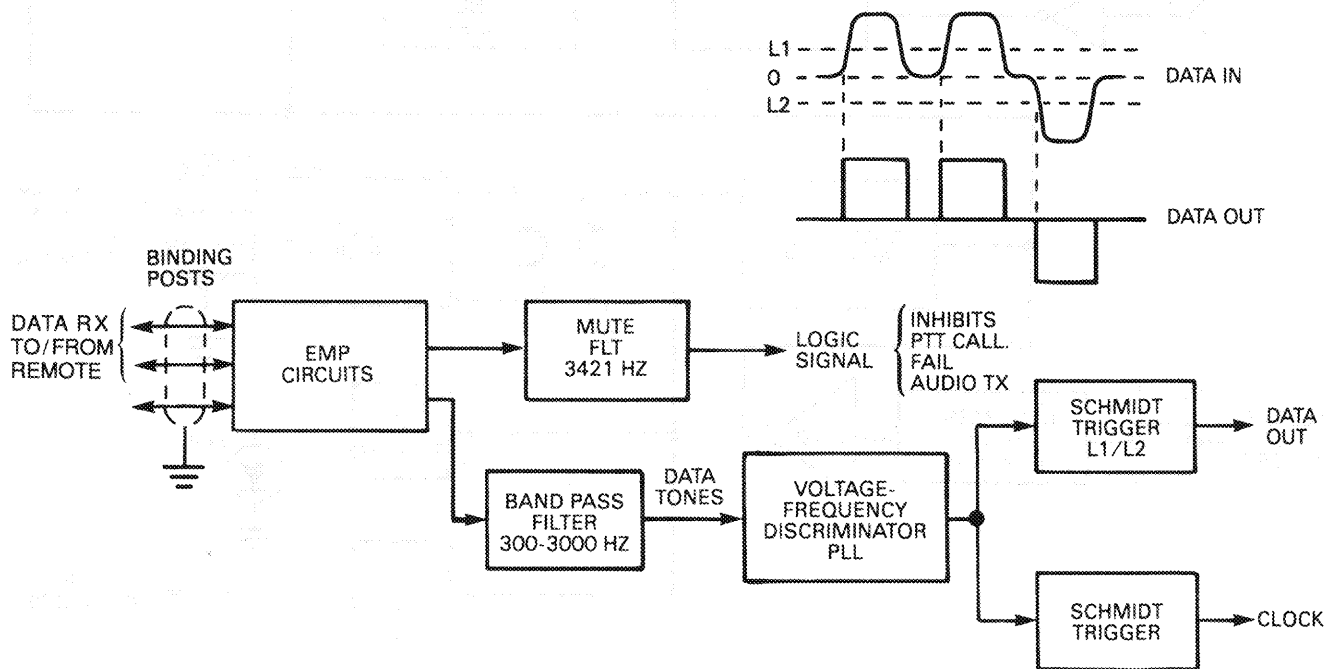 L1
0
L2
DATA IN
DATA OUT
BINDING
POSTS
DATA RX
TO/FROM
REMOTE
EMP
CIRCUITS
MUTE
FLT
3421 HZ
LOGIC
SIGNAL
INHIBITS
PTT CALL.
FAIL
AUDIO TX
BAND PASS
FILTER
300-3000 HZ
DATA
TONES
VOLTAGE-
FREQUENCY
DISCRIMINATOR
PLL
SCHMIDT
TRIGGER
L1/L2
DATA
OUT
SCHMIDT
TRIGGER
CLOCK